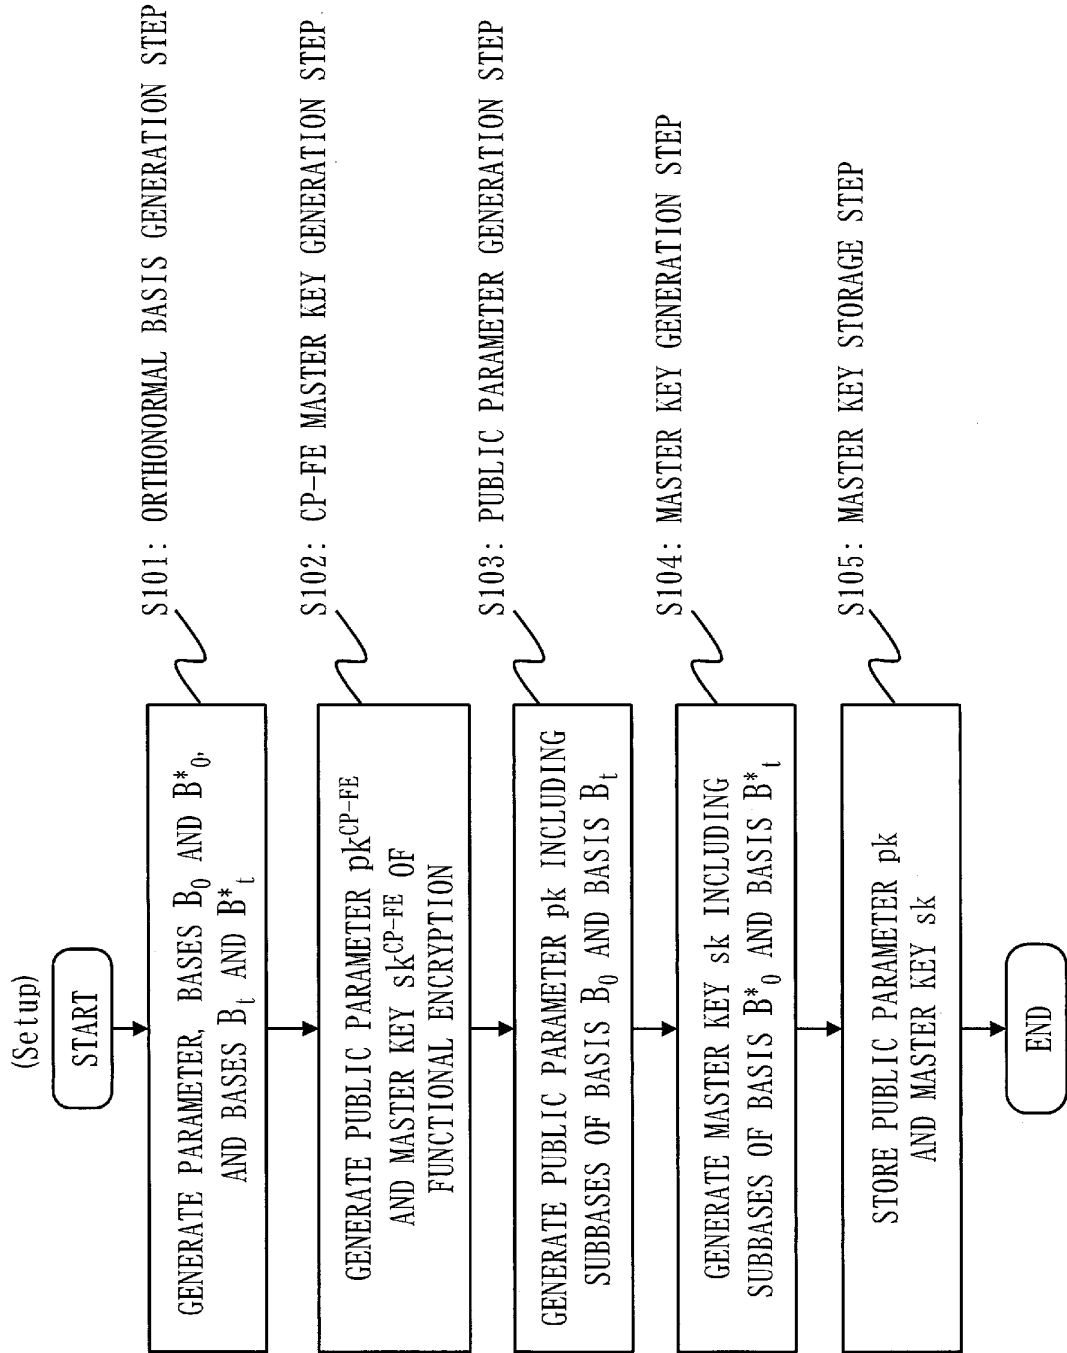 (Setup)
START
GENERATE PARAMETER, BASES B0 AND B*0,
AND BASES Bt AND B*t
S101: ORTHONORMAL BASIS GENERATION STEP
GENERATE PUBLIC PARAMETER pk^CP-FE
AND MASTER KEY sk^CP-FE OF
FUNCTIONAL ENCRYPTION
S102: CP-FE MASTER KEY GENERATION STEP
GENERATE PUBLIC PARAMETER pk INCLUDING
SUBBASES OF BASIS B0 AND BASIS Bt
S103: PUBLIC PARAMETER GENERATION STEP
GENERATE MASTER KEY sk INCLUDING
SUBBASES OF BASIS B*0 AND BASIS B*t
S104: MASTER KEY GENERATION STEP
STORE PUBLIC PARAMETER pk
AND MASTER KEY sk
S105: MASTER KEY STORAGE STEP
END